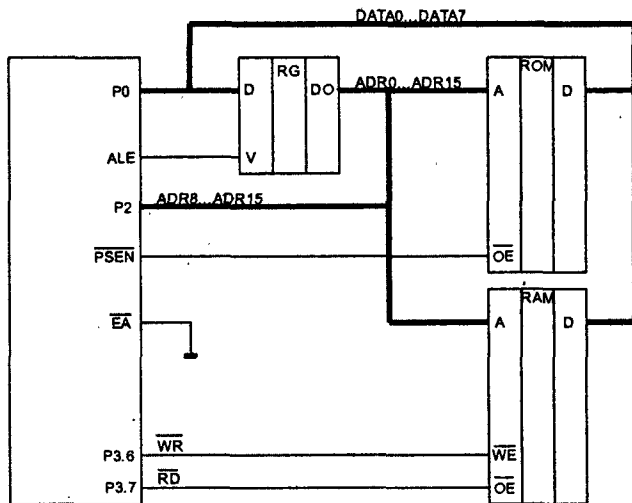 DATA0...DATA7
RG
ROM
P0
D
DO
ADR0...ADR15
A
D
ALE
V
P2
ADR8...ADR15
PSEN
OE
RAM
EA
A
D
P3.6
WR
WE
P3.7
RD
OE